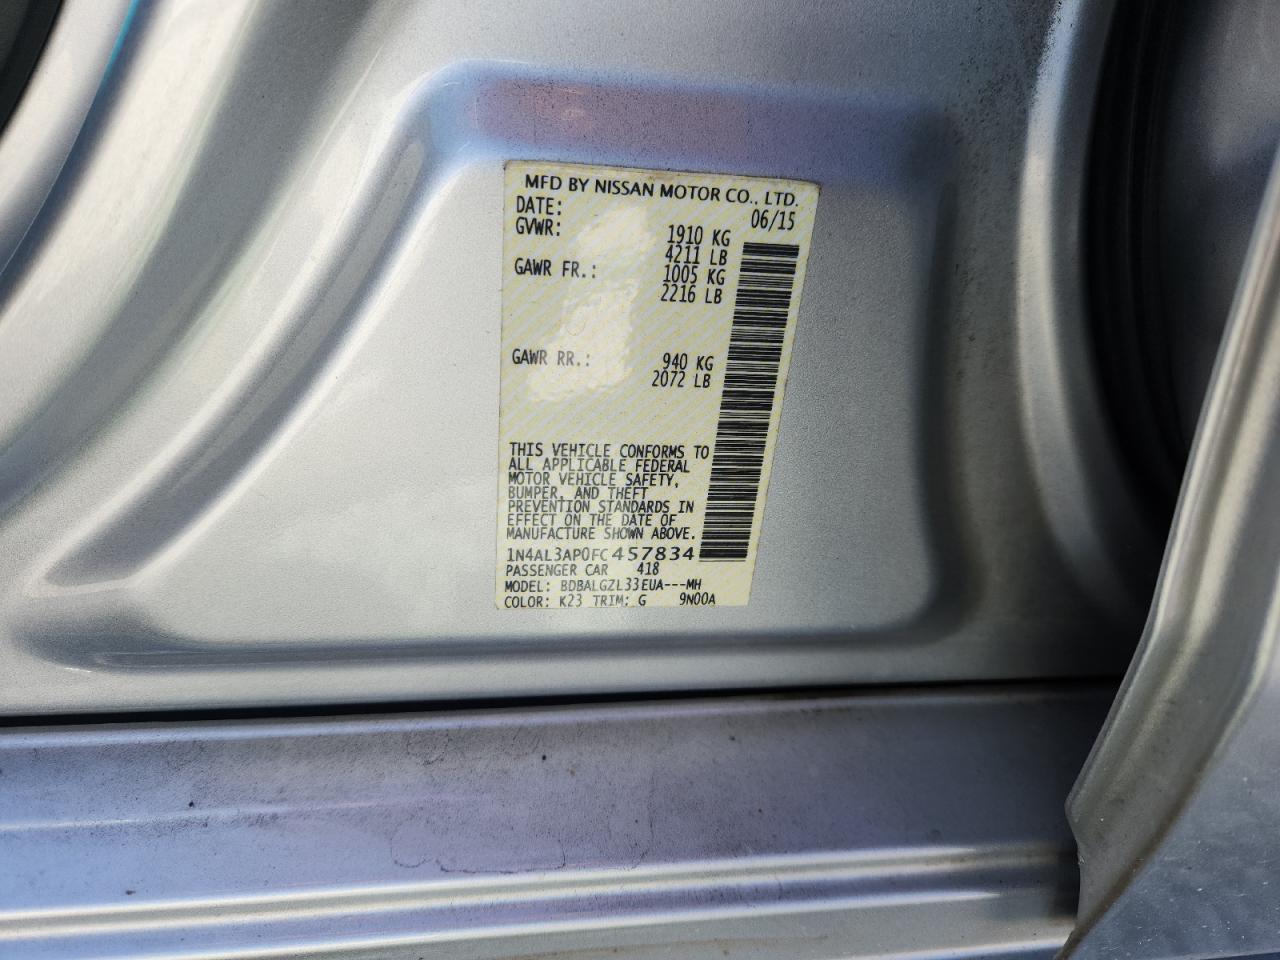 MFD BY NISSAN MOTOR CO., LTD.
DATE: 06/15
GVWR: 1910 KG
4211 LB
GAWR FR.: 1005 KG
2216 LB
GAWR RR.: 940 KG
2072 LB
THIS VEHICLE CONFORMS TO
ALL APPLICABLE FEDERAL
MOTOR VEHICLE SAFETY,
BUMPER, AND THEFT
PREVENTION STANDARDS IN
EFFECT ON THE DATE OF
MANUFACTURE SHOWN ABOVE.
1N4AL3AP0FC457834
PASSENGER CAR 418
MODEL: BDBALGZL33EUA---MH
COLOR: K23 TRIM: G 9N00A